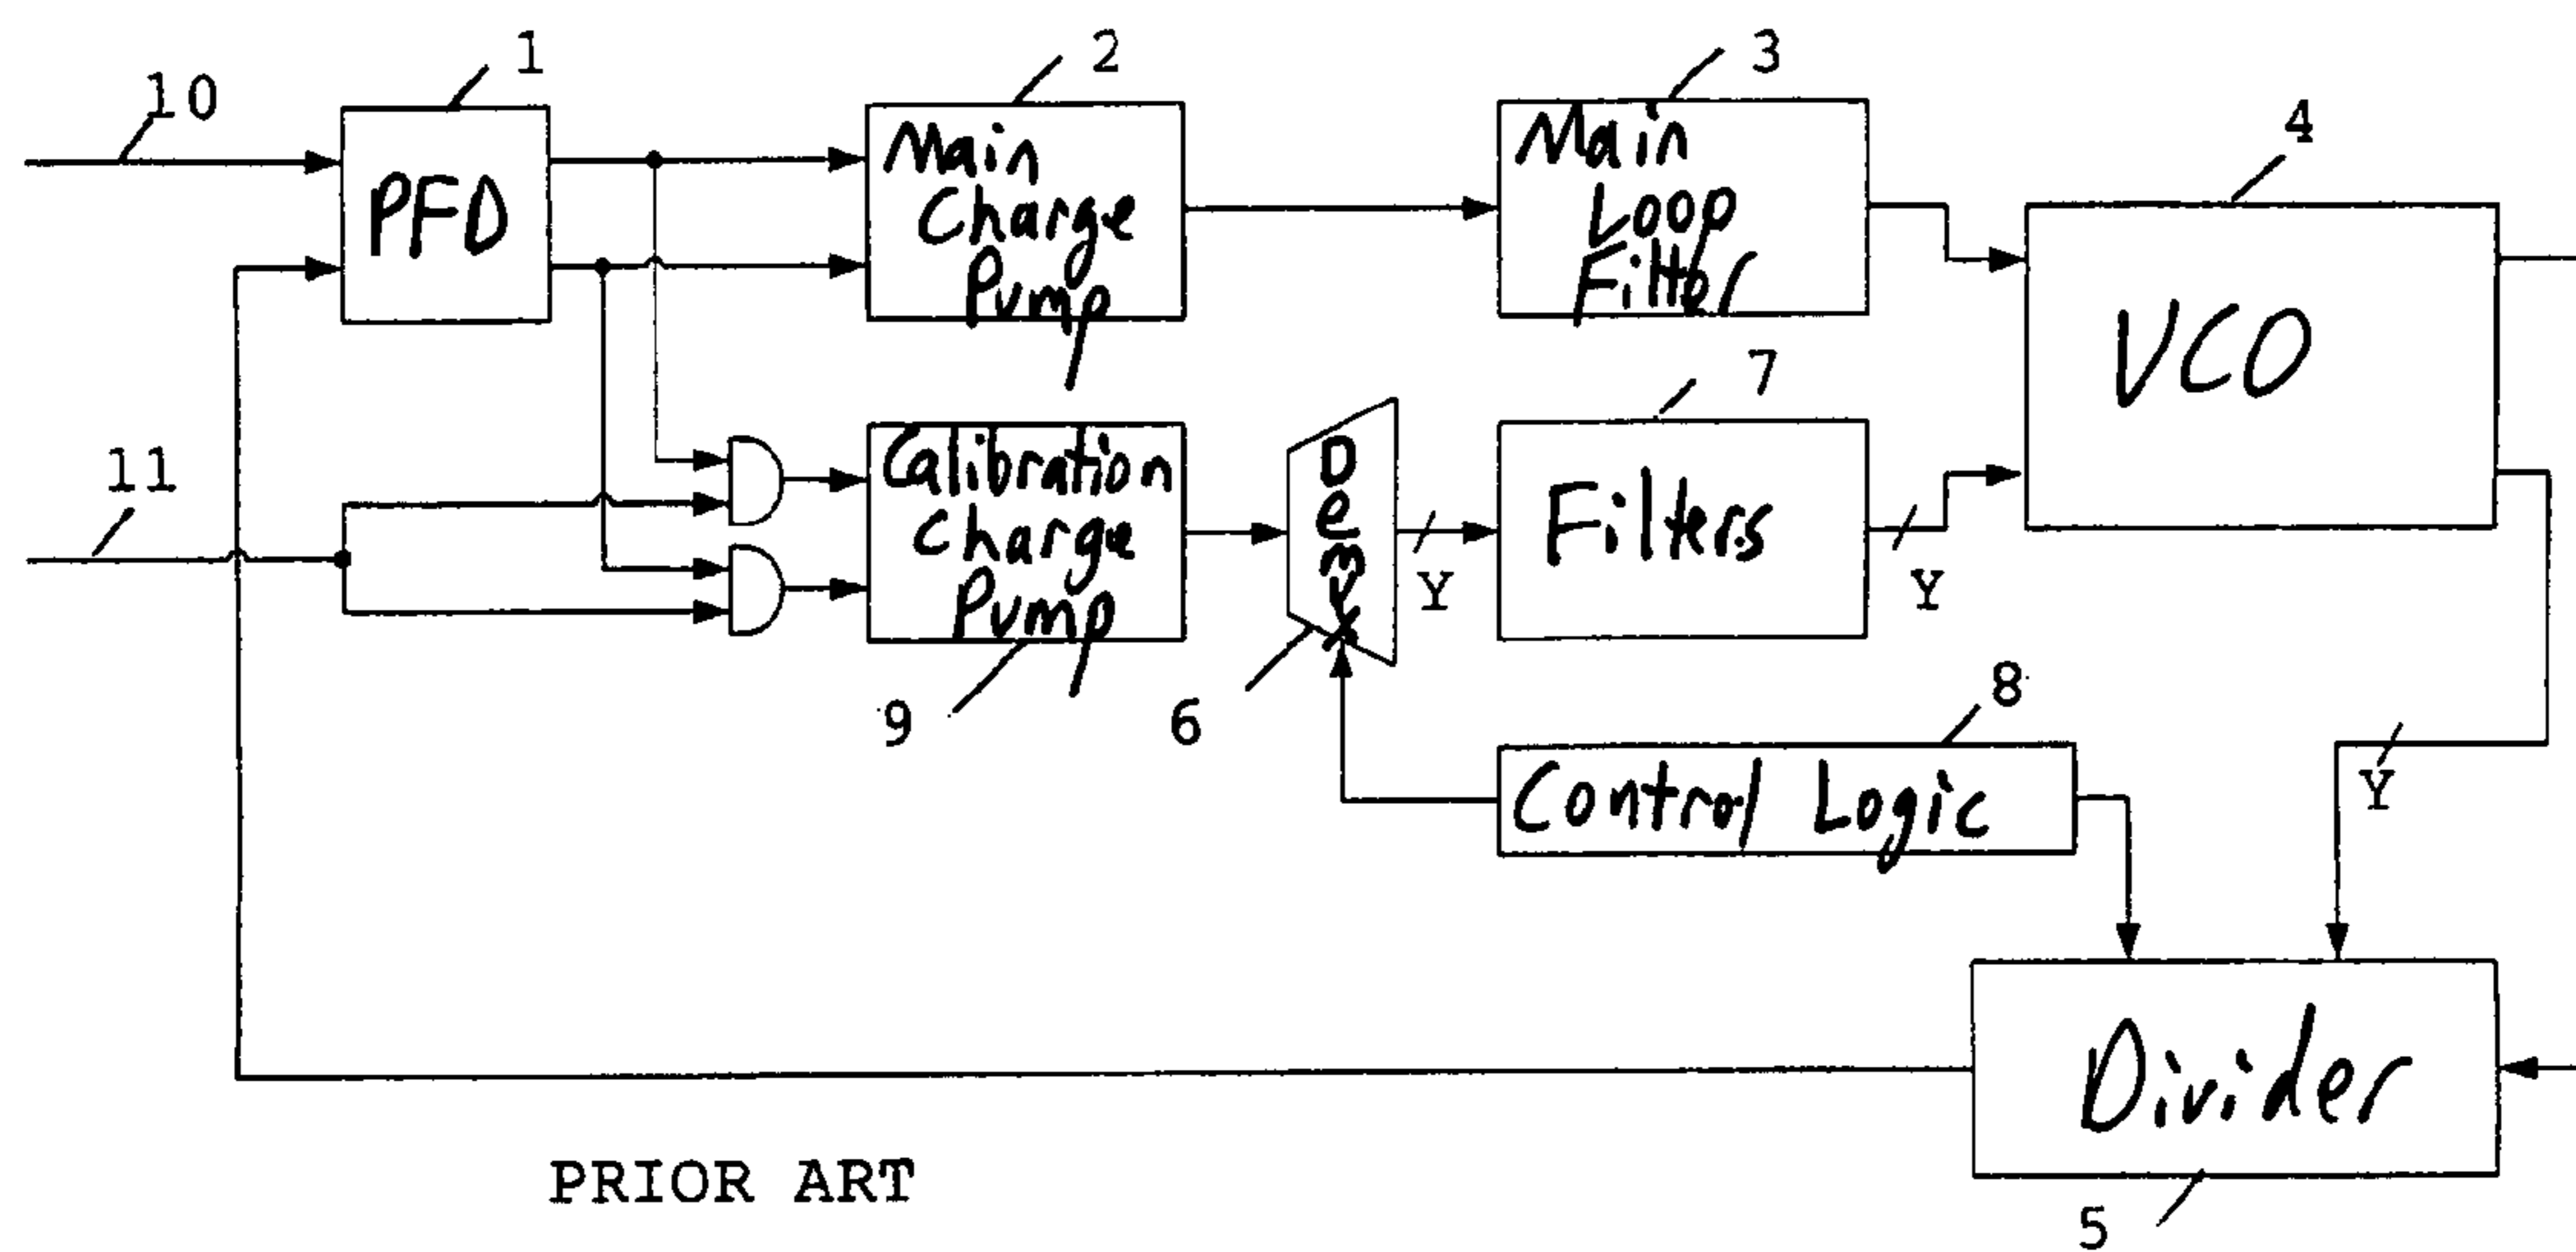 10
1
2
3
4
PFD
Main
Charge
Pump
Main
Loop
Filter
VCO
11
7
Calibration
Charge
Pump
Demux
Y
Filters
Y
9
6
8
Control Logic
Y
Divider
PRIOR ART
5